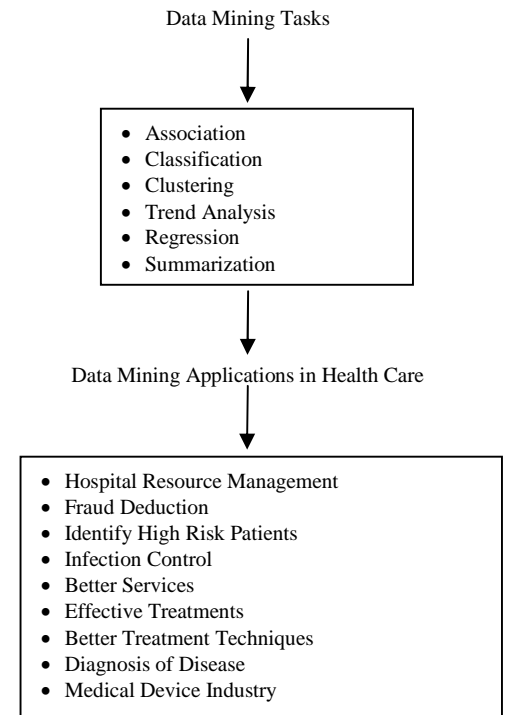 Data Mining Tasks
• Association
• Classification
• Clustering
• Trend Analysis
• Regression
• Summarization
Data Mining Applications in Health Care
• Hospital Resource Management
• Fraud Deduction
• Identify High Risk Patients
• Infection Control
• Better Services
• Effective Treatments
• Better Treatment Techniques
• Diagnosis of Disease
• Medical Device Industry